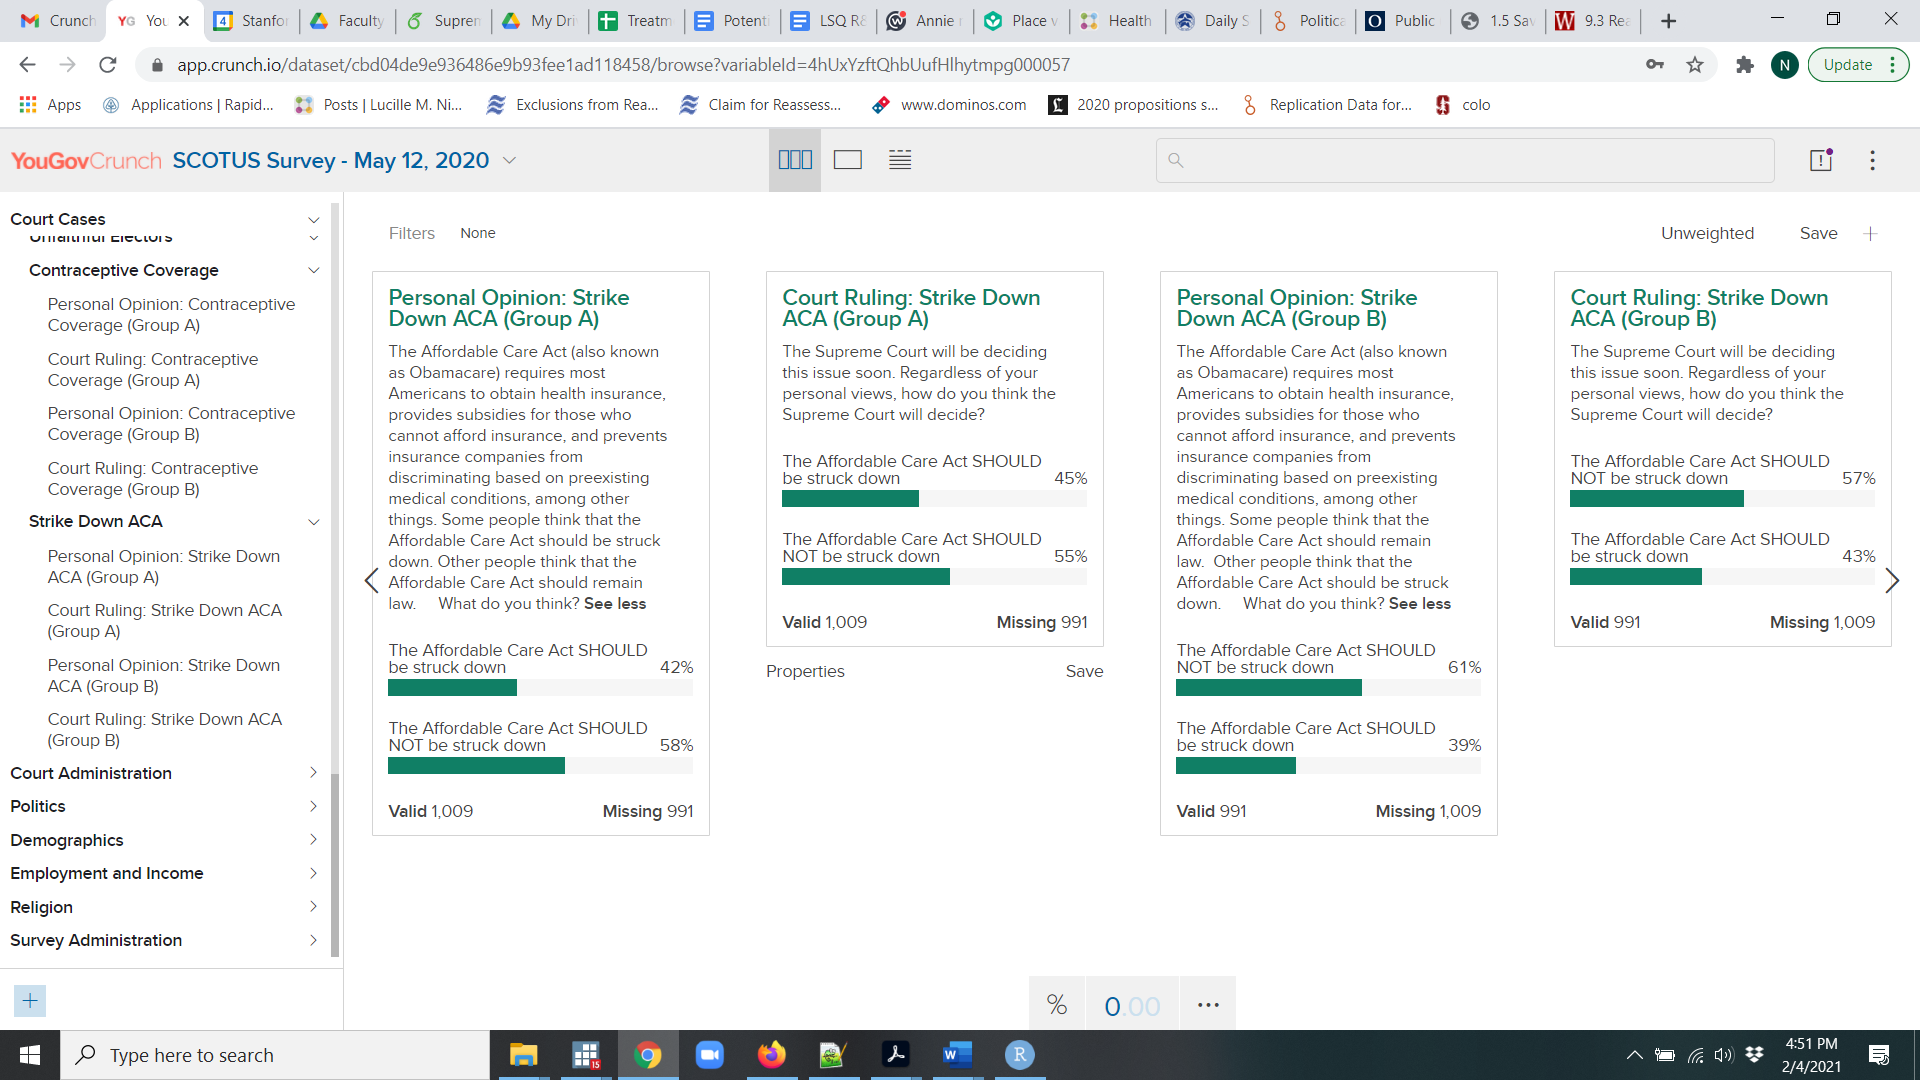 Crunch
YG You
4 Stanfo
Faculty
Suprem
My Dri
Treatm
Potenti
LSQ R&
Annie
Place v
Health
Daily S
Politica
O Public
1.5 Sav
W 9.3 Rea
app.crunch.io/dataset/cbd04de9e936486e9b93fee1ad118458/browse?variableId=4hUxYzftQhbUufHlhytmpg000057
N
Update
Apps
Applications | Rapid...
Posts | Lucille M. Ni...
Exclusions from Rea...
Claim for Reassess...
www.dominos.com
2020 propositions s...
Replication Data for...
colo
YouGovCrunch SCOTUS Survey - May 12, 2020
Court Cases
Unfaithful Electors
Contraceptive Coverage
Personal Opinion: Contraceptive
Coverage (Group A)
Court Ruling: Contraceptive
Coverage (Group A)
Personal Opinion: Contraceptive
Coverage (Group B)
Court Ruling: Contraceptive
Coverage (Group B)
Strike Down ACA
Personal Opinion: Strike Down
ACA (Group A)
Court Ruling: Strike Down ACA
(Group A)
Personal Opinion: Strike Down
ACA (Group B)
Court Ruling: Strike Down ACA
(Group B)
Court Administration
Politics
Demographics
Employment and Income
Religion
Survey Administration
Filters None
Unweighted Save
Personal Opinion: Strike
Down ACA (Group A)
The Affordable Care Act (also known
as Obamacare) requires most
Americans to obtain health insurance,
provides subsidies for those who
cannot afford insurance, and prevents
insurance companies from
discriminating based on preexisting
medical conditions, among other
things. Some people think that the
Affordable Care Act should be struck
down. Other people think that the
Affordable Care Act should remain
law. What do you think? See less
The Affordable Care Act SHOULD
be struck down 42%
The Affordable Care Act SHOULD
NOT be struck down 58%
Valid 1,009 Missing 991
Court Ruling: Strike Down
ACA (Group A)
The Supreme Court will be deciding
this issue soon. Regardless of your
personal views, how do you think the
Supreme Court will decide?
The Affordable Care Act SHOULD
be struck down 45%
The Affordable Care Act SHOULD
NOT be struck down 55%
Valid 1,009 Missing 991
Properties Save
Personal Opinion: Strike
Down ACA (Group B)
The Affordable Care Act (also known
as Obamacare) requires most
Americans to obtain health insurance,
provides subsidies for those who
cannot afford insurance, and prevents
insurance companies from
discriminating based on preexisting
medical conditions, among other
things. Some people think that the
Affordable Care Act should remain
law. Other people think that the
Affordable Care Act should be struck
down. What do you think? See less
The Affordable Care Act SHOULD
NOT be struck down 61%
The Affordable Care Act SHOULD
be struck down 39%
Valid 991 Missing 1,009
Court Ruling: Strike Down
ACA (Group B)
The Supreme Court will be deciding
this issue soon. Regardless of your
personal views, how do you think the
Supreme Court will decide?
The Affordable Care Act SHOULD
NOT be struck down 57%
The Affordable Care Act SHOULD
be struck down 43%
Valid 991 Missing 1,009
% 0.00 ...
Type here to search
15
W
R
4:51 PM
2/4/2021